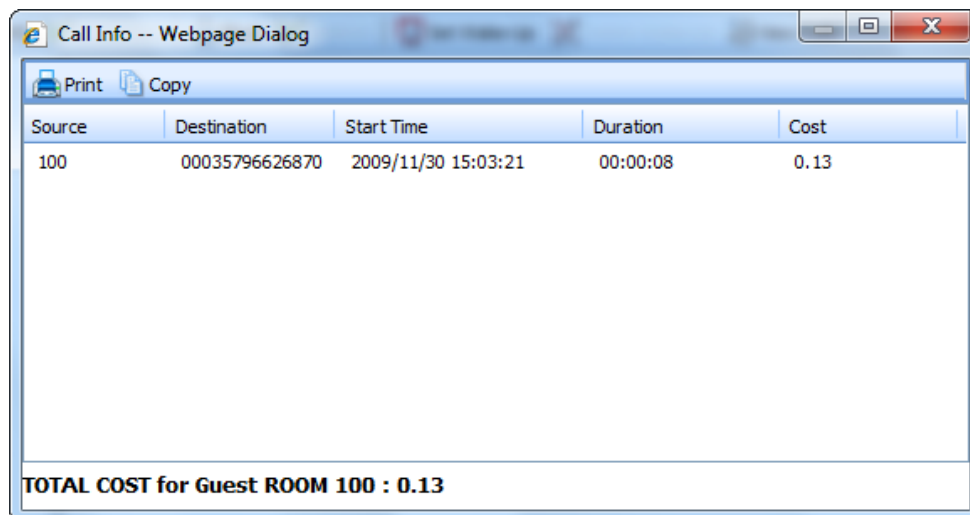 Call Info -- Webpage Dialog
Print Copy
Source Destination Start Time Duration Cost
100 00035796626870 2009/11/30 15:03:21 00:00:08 0.13
TOTAL COST for Guest ROOM 100 : 0.13